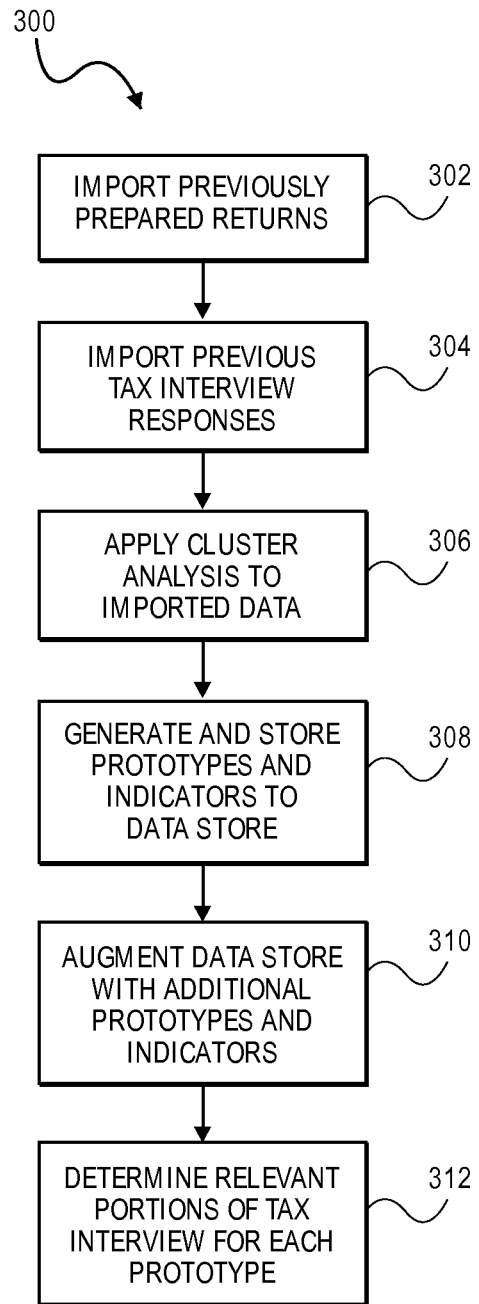 300
IMPORT PREVIOUSLY
PREPARED RETURNS
302
IMPORT PREVIOUS
TAX INTERVIEW
RESPONSES
304
APPLY CLUSTER
ANALYSIS TO
IMPORTED DATA
306
GENERATE AND STORE
PROTOTYPES AND
INDICATORS TO
DATA STORE
308
AUGMENT DATA STORE
WITH ADDITIONAL
PROTOTYPES AND
INDICATORS
310
DETERMINE RELEVANT
PORTIONS OF TAX
INTERVIEW FOR EACH
PROTOTYPE
312